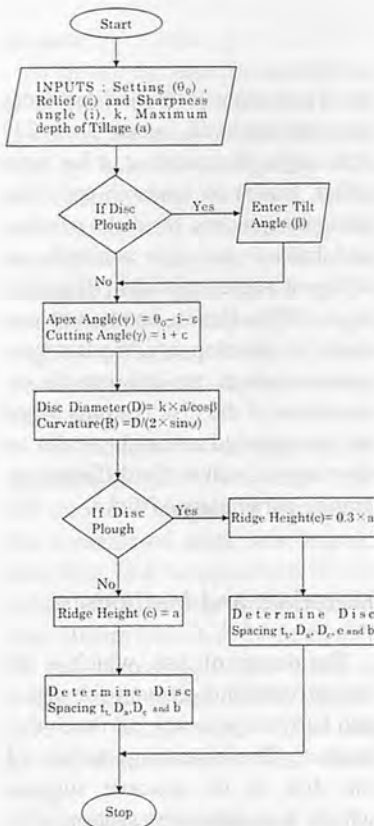 Start
INPUTS : Setting (θ₀) ,
Relief (ε) and Sharpness
angle (i), k, Maximum
depth of Tillage (a)
If Disc
Plough
Yes
Enter Tilt
Angle (β)
No
Apex Angle(ψ) = θ₀-i-ε
Cutting Angle(γ) = i + ε
Disc Diameter(D)= k×a/cosβ
Curvature(R) =D/(2×sinψ)
If Disc
Plough
Yes
Ridge Height(c)= 0.3×a
No
Ridge Height (c) = a
Determine Disc
Spacing
and b
Determine Disc
Spacing
and b
Stop